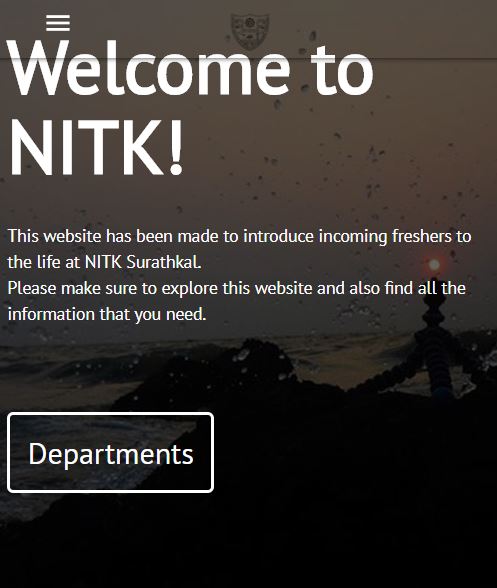 Welcome to
NITK!
This website has been made to introduce incoming freshers to
the life at NITK Surathkal.
Please make sure to explore this website and also find all the
information that you need.
Departments